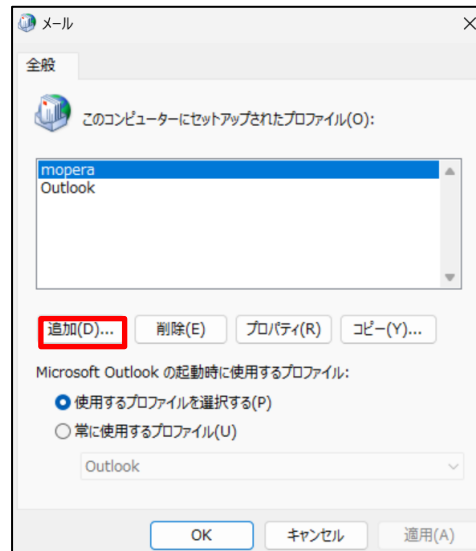 メール
全般
このコンピューターにセットアップされたプロファイル(O):
mopera
Outlook
追加(D)... 削除(E) プロパティ(R) コピー(Y)...
Microsoft Outlook の起動時に使用するプロファイル:
使用するプロファイルを選択する(P)
常に使用するプロファイル(U)
Outlook
OK キャンセル 適用(A)